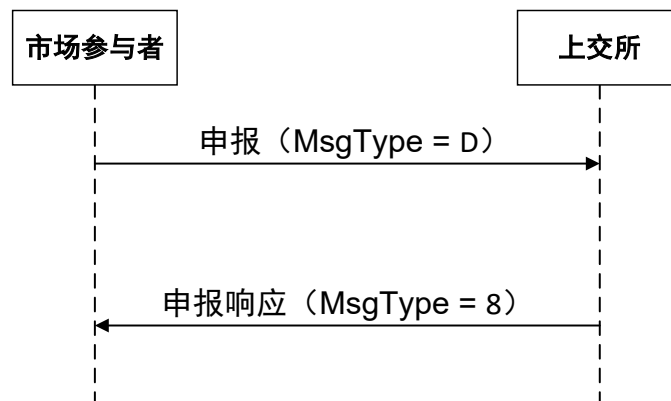 市场参与者
上交所
申报（MsgType = D）
申报响应（MsgType = 8）